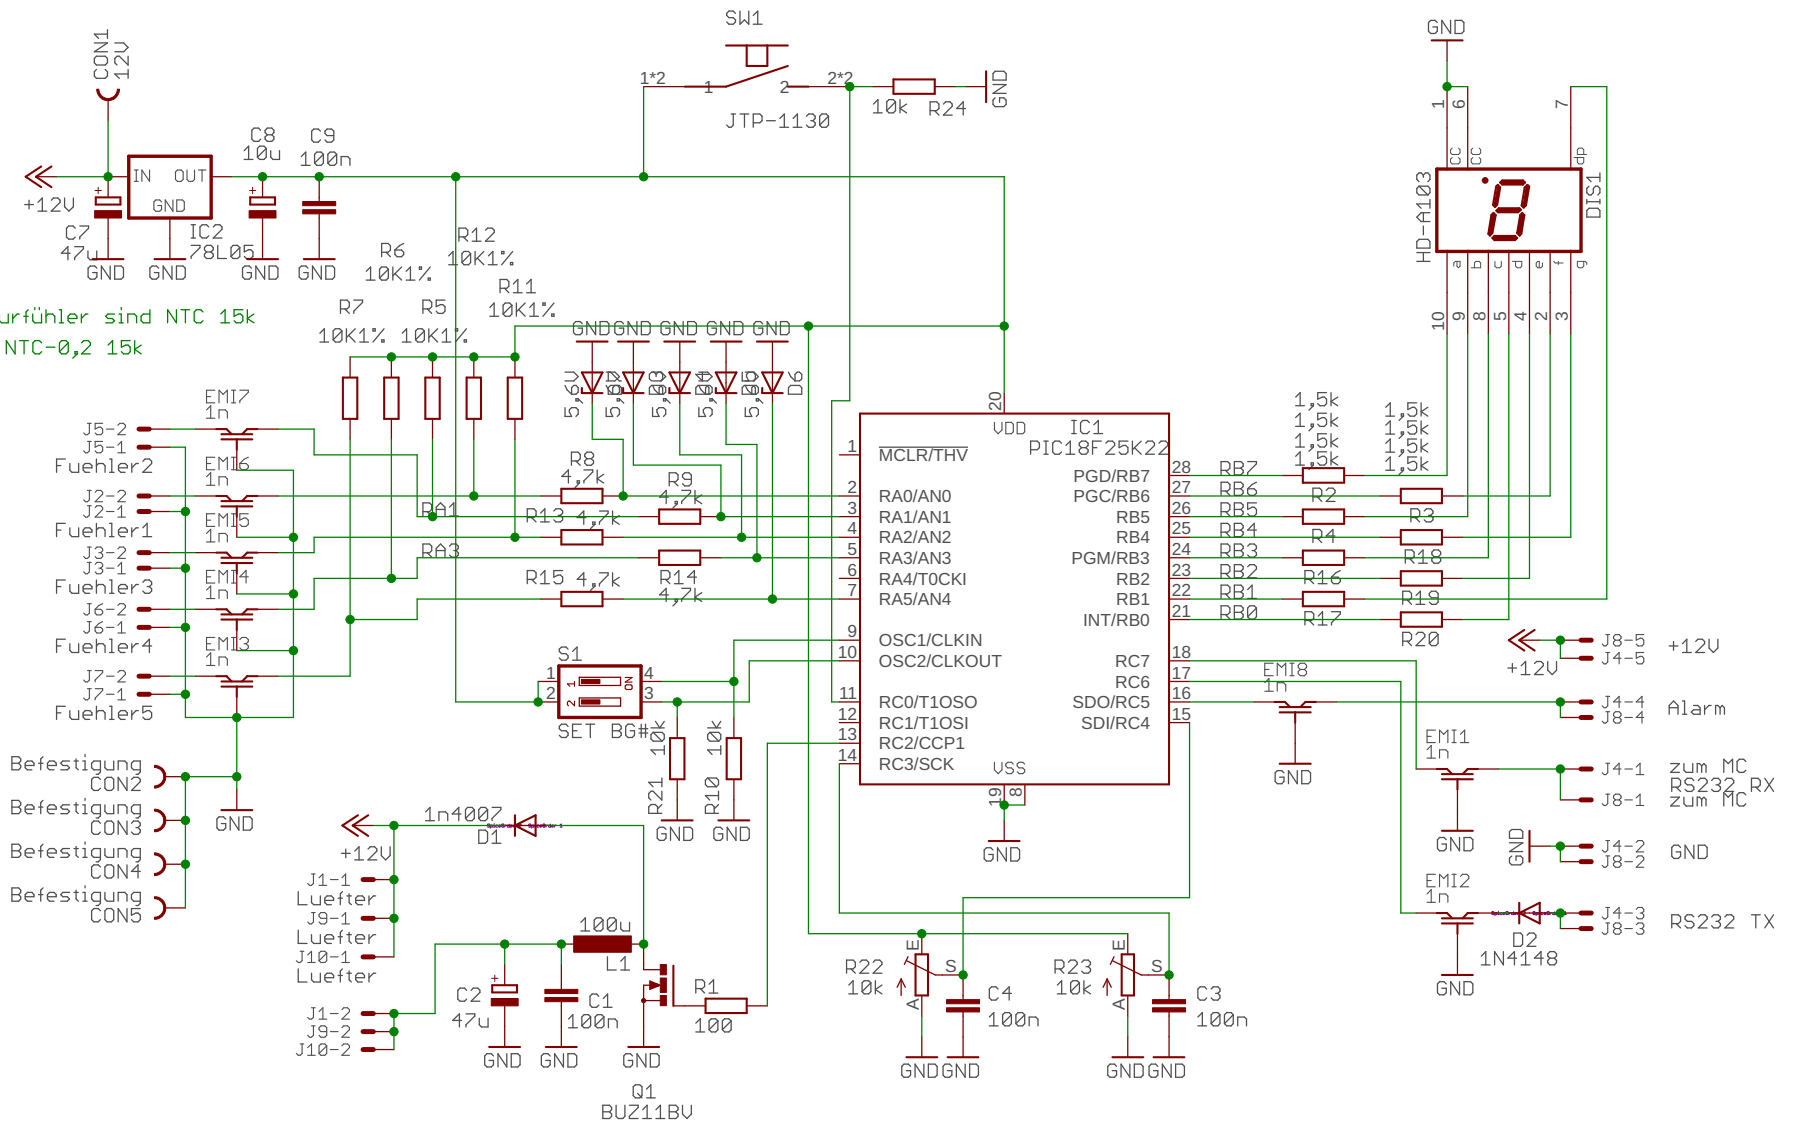 SW1
1*2
1
2
2*2
JTP-1130
10k
R24
GND
GND
CON1
12V
+12V
IN OUT
GND
IC2
78L05
C7
47u
GND
GND
C8
10u
GND
C9
100n
GND
urfühler sind NTC 15k
NTC-0,2 15k
R6
10K1%
R12
10K1%
R7
10K1%
R5
10K1%
R11
10K1%
GND
GND
GND
GND
GND
5,6V
D6
EMI7
1n
J5-2
J5-1
Fuehler2
EMI6
1n
J2-2
J2-1
Fuehler1
EMI5
1n
J3-2
J3-1
Fuehler3
EMI4
1n
J6-2
J6-1
Fuehler4
EMI3
1n
J7-2
J7-1
Fuehler5
RA1
RA3
R8
4,7k
R9
4,7k
R13
4,7k
R14
4,7k
R15
4,7k
S1
1
2
4
3
1
2
ON
SET BG#
10k
R21
GND
10k
R10
GND
IC1
PIC18F25K22
20
VDD
1 MCLR/THV
2 RA0/AN0
3 RA1/AN1
4 RA2/AN2
5 RA3/AN3
6 RA4/T0CKI
7 RA5/AN4
9 OSC1/CLKIN
10 OSC2/CLKOUT
11 RC0/T1OSO
12 RC1/T1OSI
13 RC2/CCP1
14 RC3/SCK
PGD/RB7 28 RB7
PGC/RB6 27 RB6
RB5 26 RB5
RB4 25 RB4
PGM/RB3 24 RB3
RB2 23 RB2
RB1 22 RB1
INT/RB0 21 RB0
RC7 18
RC6 17
SDO/RC5 16
SDI/RC4 15
VSS
19
8
GND
1,5k
1,5k
1,5k
1,5k
1,5k
1,5k
1,5k
1,5k
R2
R3
R4
R18
R16
R19
R17
R20
1
6
7
CC
CC
dp
HD-A103
DIS1
a
b
c
d
e
f
g
10
9
8
5
4
2
3
+12V
J8-5
J4-5
+12V
EMI8
1n
GND
J4-4
J8-4
Alarm
EMI1
1n
GND
J4-1
J8-1
zum MC
RS232 RX
zum MC
GND
J4-2
J8-2
GND
EMI2
1n
GND
D2
1N4148
J4-3
J8-3
RS232 TX
Befestigung
CON2
Befestigung
CON3
Befestigung
CON4
Befestigung
CON5
GND
+12V
1n4007
D1
J1-1
Luefter
J9-1
Luefter
J10-1
Luefter
J1-2
J9-2
J10-2
100u
L1
C2
47u
GND
C1
100n
GND
GND
R1
100
Q1
BUZ11BV
R22
10k
E
S
A
C4
100n
GND
GND
R23
10k
E
S
A
C3
100n
GND
GND